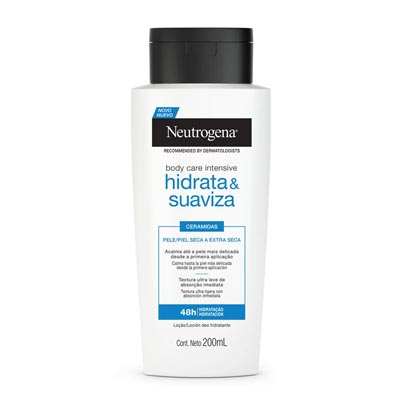 NOVO
NUEVO
Neutrogena®
RECOMMENDED BY DERMATOLOGISTS
body care intensive
hidrata &
suaviza
CERAMIDAS
PELE/PIEL SECA A EXTRA SECA
Acalma até a pele mais delicada
desde a primeira aplicação
Calma hasta la piel más delicada
desde la primera aplicación
Textura ultra leve de
absorção imediata
Textura ultra ligera con
absorción inmediata
48h HIDRATAÇÃO
HIDRATACIÓN
Loção/Loción deo hidratante
Cont. Neto 200mL